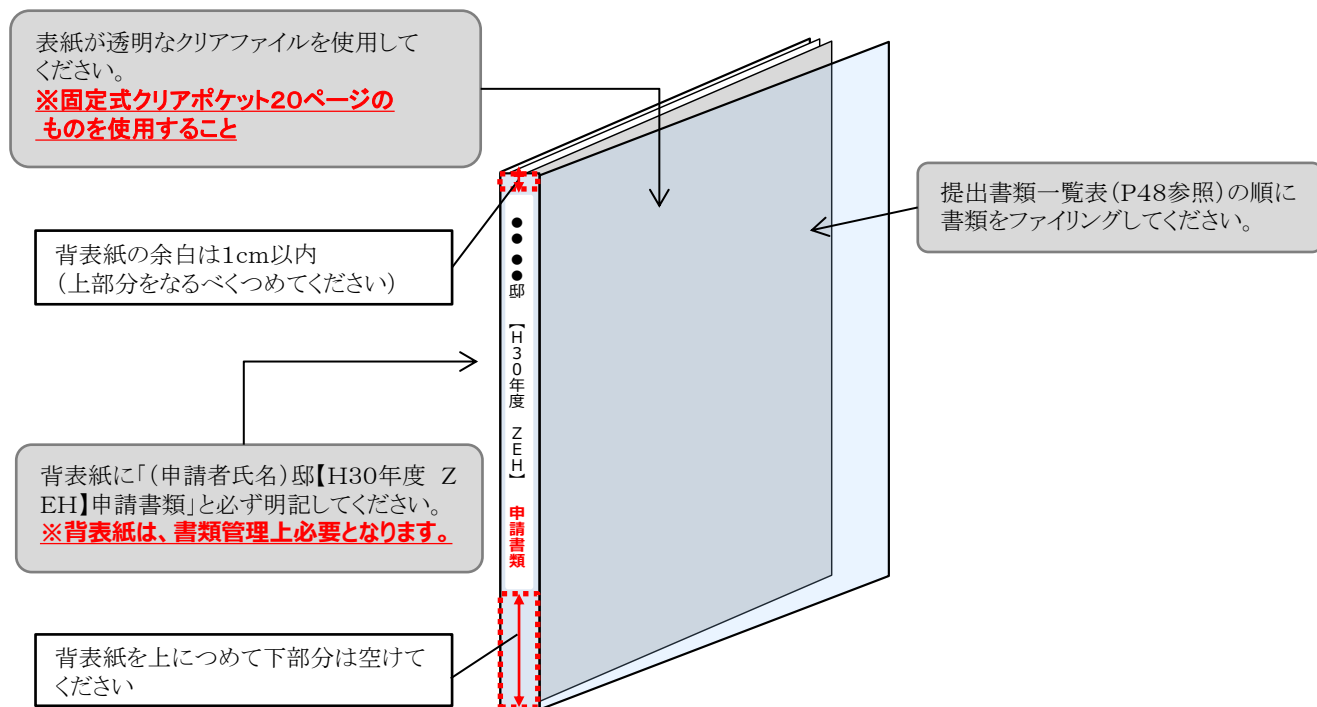 表紙が透明なクリアファイルを使用して
ください。
※固定式クリアポケット20ページの
ものを使用すること
背表紙の余白は1cm以内
(上部分をなるべくつめてください)
提出書類一覧表(P48参照)の順に
書類をファイリングしてください。
●●●●邸 【H30年度 ZEH】 申請書類
背表紙に「(申請者氏名)邸【H30年度 Z
EH】申請書類」と必ず明記してください。
※背表紙は、書類管理上必要となります。
背表紙を上につめて下部分は空けて
ください